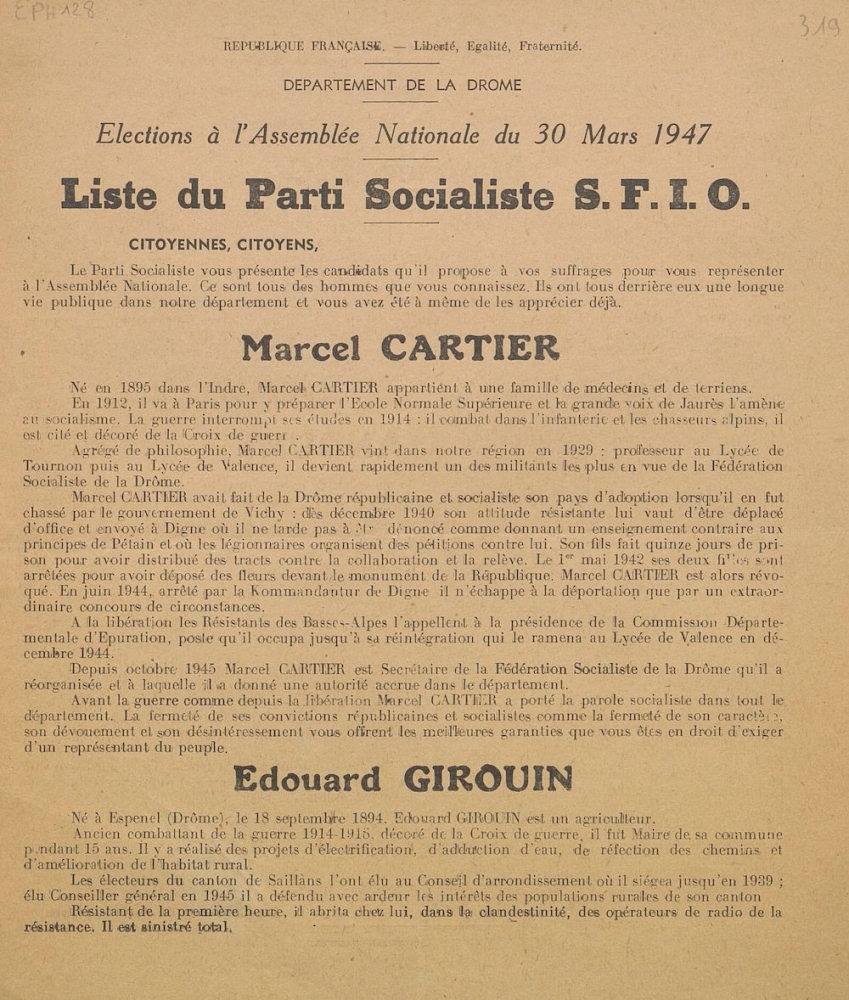 EPH128
319
REPUBLIQUE FRANÇAISE. — Liberté, Egalité, Fraternité.
DEPARTEMENT DE LA DROME
Elections à l'Assemblée Nationale du 30 Mars 1947
Liste du Parti Socialiste S. F. I. O.
CITOYENNES, CITOYENS,
Le Parti Socialiste vous présente les candidats qu'il propose à vos suffrages pour vous représenter
à l'Assemblée Nationale. Ce sont tous des hommes que vous connaissez. Ils ont tous derrière eux une longue
vie publique dans notre département et vous avez été à même de les apprécier déjà.
Marcel CARTIER
Né en 1895 dans l'Indre, Marcel CARTIER appartient à une famille de médecins et de terriens.
En 1912, il va à Paris pour y préparer l'Ecole Normale Supérieure et la grande voix de Jaurès l'amène
au socialisme. La guerre interrompt ses études en 1914 : il combat dans l'infanterie et les chasseurs alpins, il
est cité et décoré de la Croix de guerr .
Agrégé de philosophie, Marcel CARTIER vint dans notre région en 1929 : professeur au Lycée de
Tournon puis au Lycée de Valence, il devient rapidement un des militants les plus en vue de la Fédération
Socialiste de la Drôme.
Marcel CARTIER avait fait de la Drôme républicaine et socialiste son pays d'adoption lorsqu'il en fut
chassé par le gouvernement de Vichy : dès décembre 1940 son attitude résistante lui vaut d'être déplacé
d'office et envoyé à Digne où il ne tarde pas à dénoncé comme donnant un enseignement contraire aux
principes de Pétain et où les légionnaires organisent des pétitions contre lui. Son fils fait quinze jours de pri-
son pour avoir distribué des tracts contre la collaboration et la relève. Le 1er mai 1942 ses deux filles sont
arrêtées pour avoir déposé des fleurs devant le monument de la République. Marcel CARTIER est alors révo-
qué. En juin 1944, arrêté par la Kommandantur de Digne il n'échappe à la déportation que par un extraor-
dinaire concours de circonstances.
A la libération les Résistants des Basses-Alpes l'appellent à la présidence de la Commission Départe-
mentale d'Epuration, poste qu'il occupa jusqu'à sa réintégration qui le ramena au Lycée de Valence en dé-
cembre 1944.
Depuis octobre 1945 Marcel CARTIER est Secrétaire de la Fédération Socialiste de la Drôme qu'il a
réorganisée et à laquelle il a donné une autorité accrue dans le département.
Avant la guerre comme depuis la libération Marcel CARTIER a porté la parole socialiste dans tout le
département. La fermeté de ses convictions républicaines et socialistes comme la fermeté de son caractère,
son dévouement et son désintéressement vous offrent les meilleures garanties que vous êtes en droit d'exiger
d'un représentant du peuple.
Edouard GIROUIN
Né à Espenel (Drôme), le 18 septembre 1894. Edouard GIROUIN est un agriculteur.
Ancien combattant de la guerre 1914-1918, décoré de la Croix de guerre, il fut Maire de sa commune
pendant 15 ans. Il y a réalisé des projets d'électrification, d'adduction d'eau, de réfection des chemins et
d'amélioration de l'habitat rural.
Les électeurs du canton de Saillans l'ont élu au Conseil d'arrondissement où il siégea jusqu'en 1939 ;
élu Conseiller général en 1945 il a défendu avec ardeur les intérêts des populations rurales de son canton
Résistant de la première heure, il abrita chez lui, dans la clandestinité, des opérateurs de radio de la
résistance. Il est sinistré total.